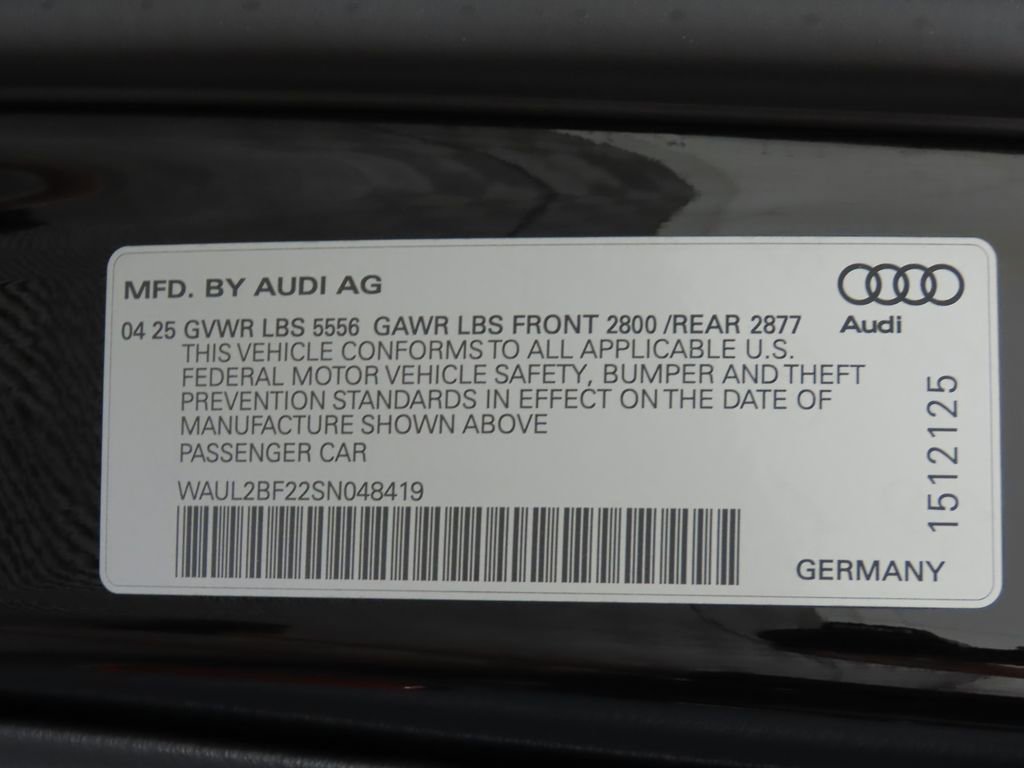 MFD. BY AUDI AG
Audi
04 25 GVWR LBS 5556 GAWR LBS FRONT 2800 /REAR 2877
THIS VEHICLE CONFORMS TO ALL APPLICABLE U.S.
FEDERAL MOTOR VEHICLE SAFETY, BUMPER AND THEFT
PREVENTION STANDARDS IN EFFECT ON THE DATE OF
MANUFACTURE SHOWN ABOVE
PASSENGER CAR
WAUL2BF22SN048419
1512125
GERMANY